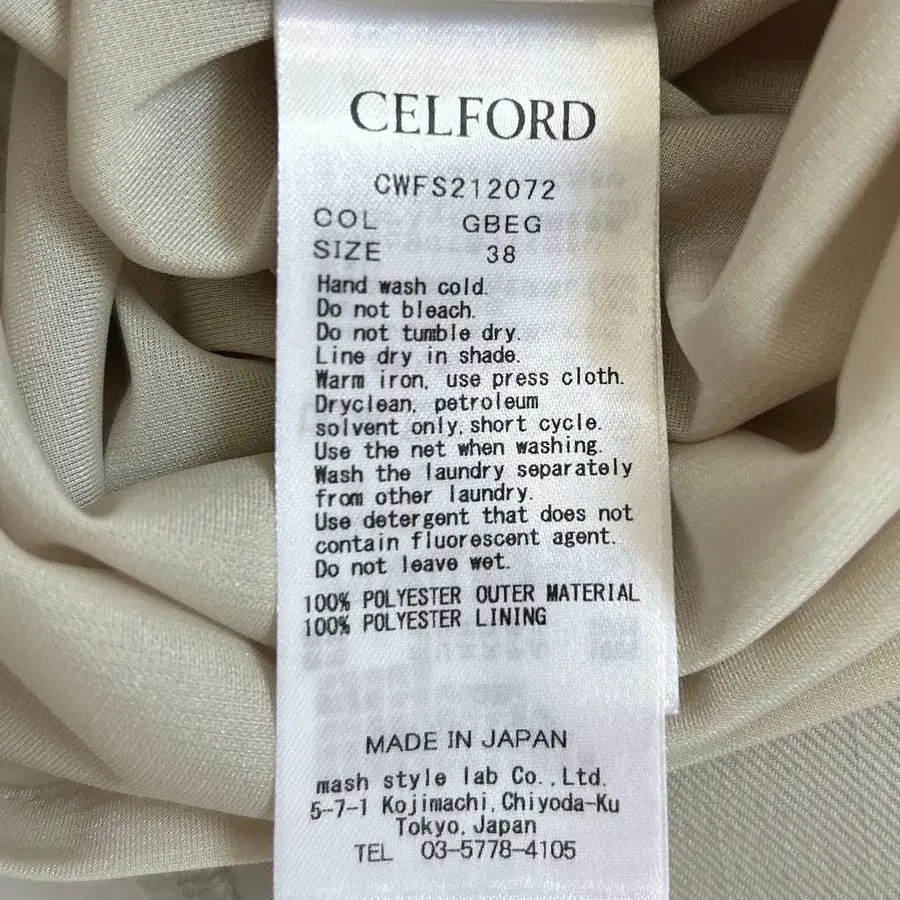 CELFORD
CWFS212072
COL GBEG
SIZE 38
Hand wash cold.
Do not bleach.
Do not tumble dry.
Line dry in shade.
Warm iron, use press cloth.
Dryclean, petroleum
solvent only, short cycle.
Use the net when washing.
Wash the laundry separately
from other laundry.
Use detergent that does not
contain fluorescent agent.
Do not leave wet.
100% POLYESTER OUTER MATERIAL
100% POLYESTER LINING
MADE IN JAPAN
mash style lab Co.,Ltd.
5-7-1 Kojimachi,Chiyoda-Ku
Tokyo,Japan
TEL 03-5778-4105